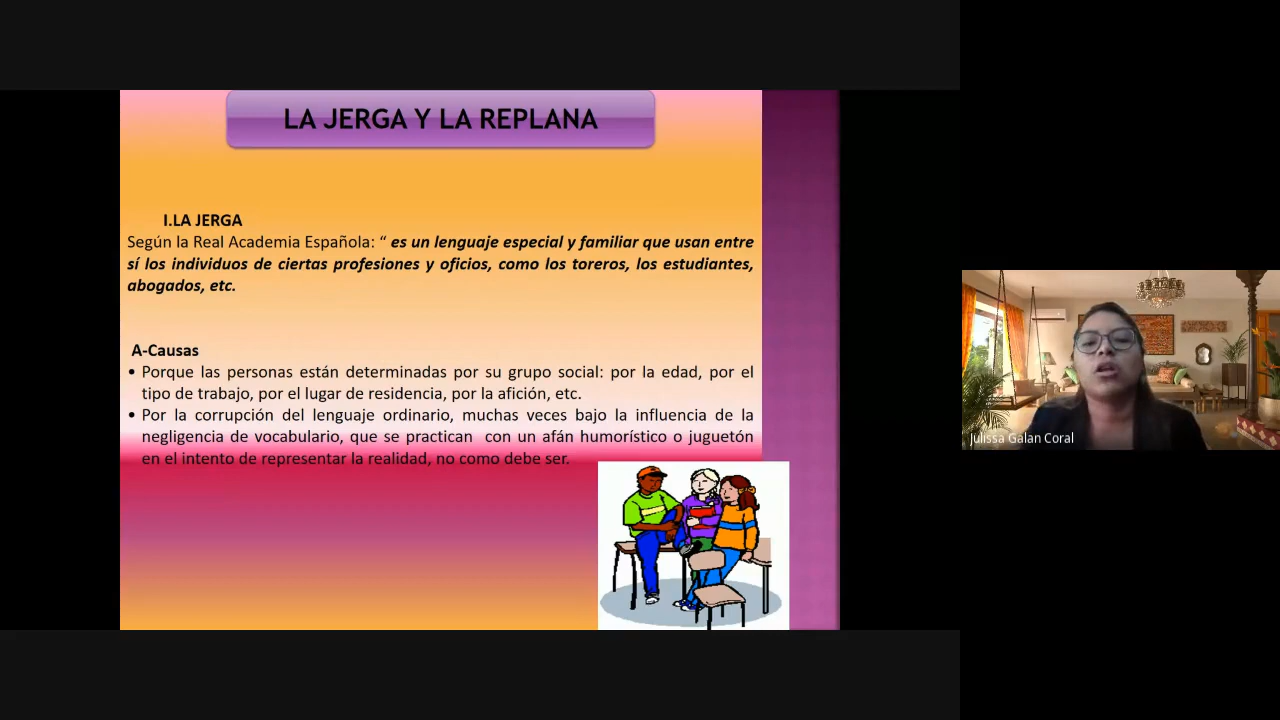 LA JERGA Y LA REPLANA
I.LA JERGA
Según la Real Academia Española: “ es un lenguaje especial y familiar que usan entre
sí los individuos de ciertas profesiones y oficios, como los toreros, los estudiantes,
abogados, etc.
A-Causas
• Porque las personas están determinadas por su grupo social: por la edad, por el
tipo de trabajo, por el lugar de residencia, por la afición, etc.
• Por la corrupción del lenguaje ordinario, muchas veces bajo la influencia de la
negligencia de vocabulario, que se practican con un afán humorístico o juguetón
en el intento de representar la realidad, no como debe ser.
Julissa Galan Coral